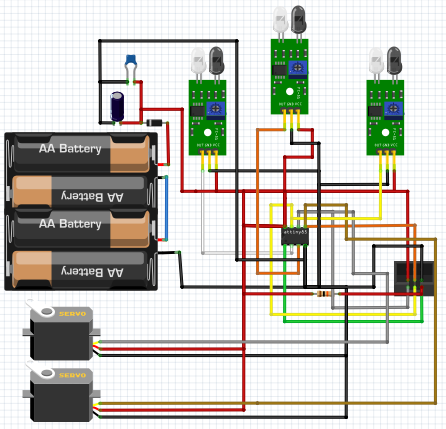 OUT GND VCC
OUT GND VCC
OUT GND VCC
AA Battery
AA Battery
AA Battery
AA Battery
attiny85
SERVO
SERVO